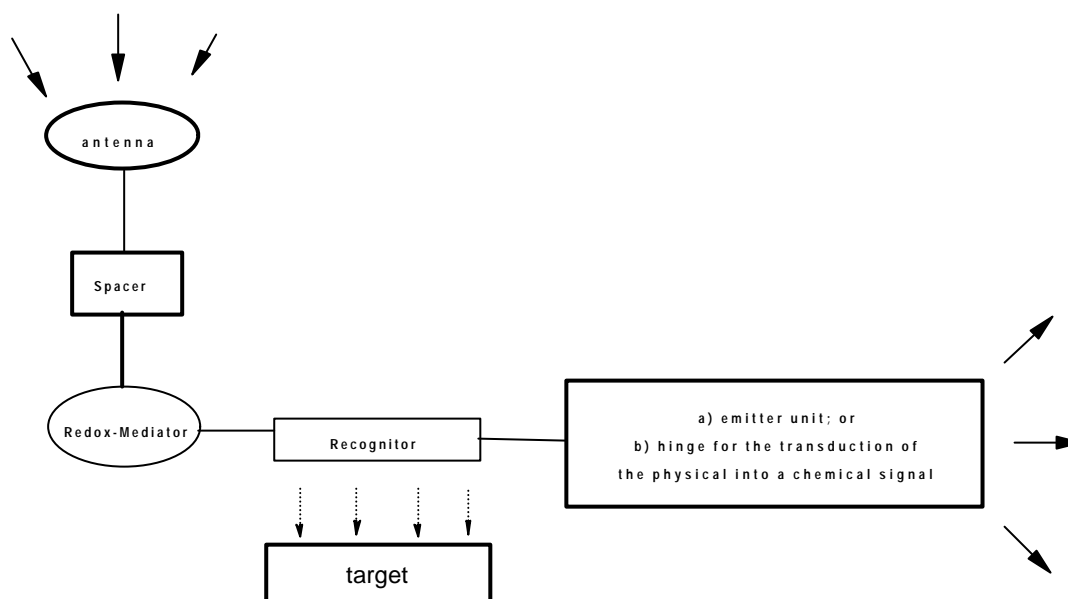 antenna
Spacer
Redox-Mediator
Recognitor
a) emitter unit; or
b) hinge for the transduction of
the physical into a chemical signal
target